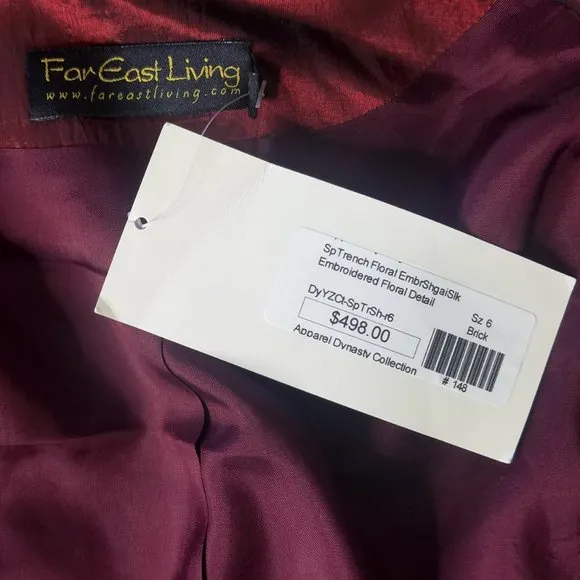 Far East Living
www.fareastliving.com
SpTrench Floral EmbrShgaiSlk
Embroidered Floral Detail
DyYZCt-SpTrSh-r6
Sz 6
$498.00
Brick
Apparel Dynasty Collection
# 148